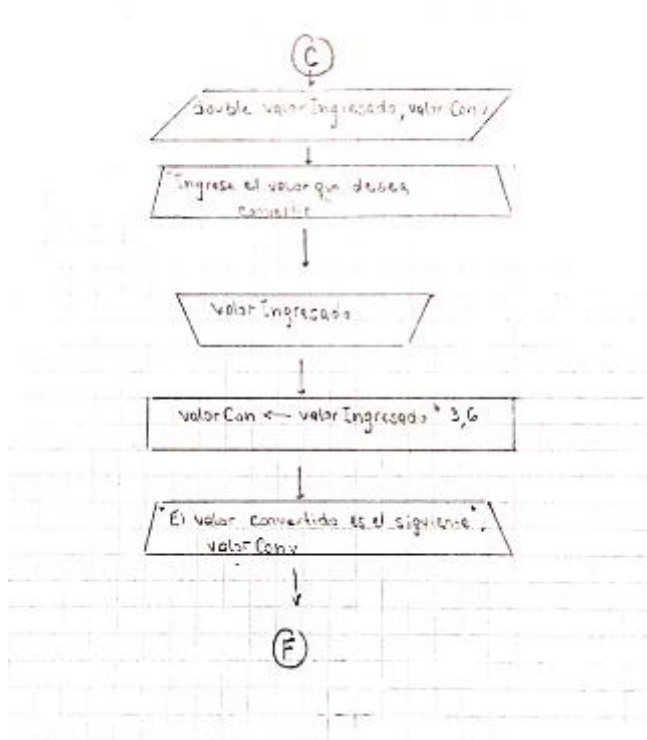 C
double valorIngresado, valorConv
"Ingrese el valor que desea
convertir
valorIngresado
valorCon ← valorIngresado * 3,6
"El valor convertido es el siguiente",
valorConv
F